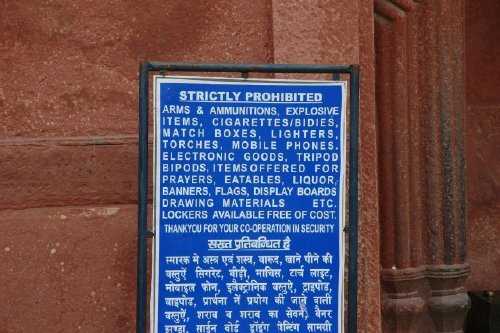 STRICTLY PROHIBITED
ARMS & AMMUNITIONS, EXPLOSIVE
ITEMS, CIGARETTES/BIDIES,
MATCH BOXES, LIGHTERS,
TORCHES, MOBILE PHONES.
ELECTRONIC GOODS, TRIPOD
BIPODS, ITEMS OFFERED FOR
PRAYERS, EATABLES, LIQUOR,
BANNERS, FLAGS, DISPLAY BOARDS
DRAWING MATERIALS ETC.
LOCKERS AVAILABLE FREE OF COST.
THANKYOU FOR YOUR CO-OPERATION IN SECURITY
सख्त प्रतिबन्धित है
स्मारक मे अस्त्र एवं शस्त्र, बारूद, खाने पीने की
वस्तुऐं सिगरेट, बीड़ी, माचिस, टार्च लाइट,
मोबाइल फोन, इलैक्ट्रोनिक वस्तुऐं, ट्राइपोड,
बाइपोड, प्रार्थना में प्रयोग की जाने वाली
वस्तुऐं, शराब व शराब का सेवन, बैनर
झण्डा, साईन बोर्ड ड्रॉइंग पेन्टिंग सामग्री